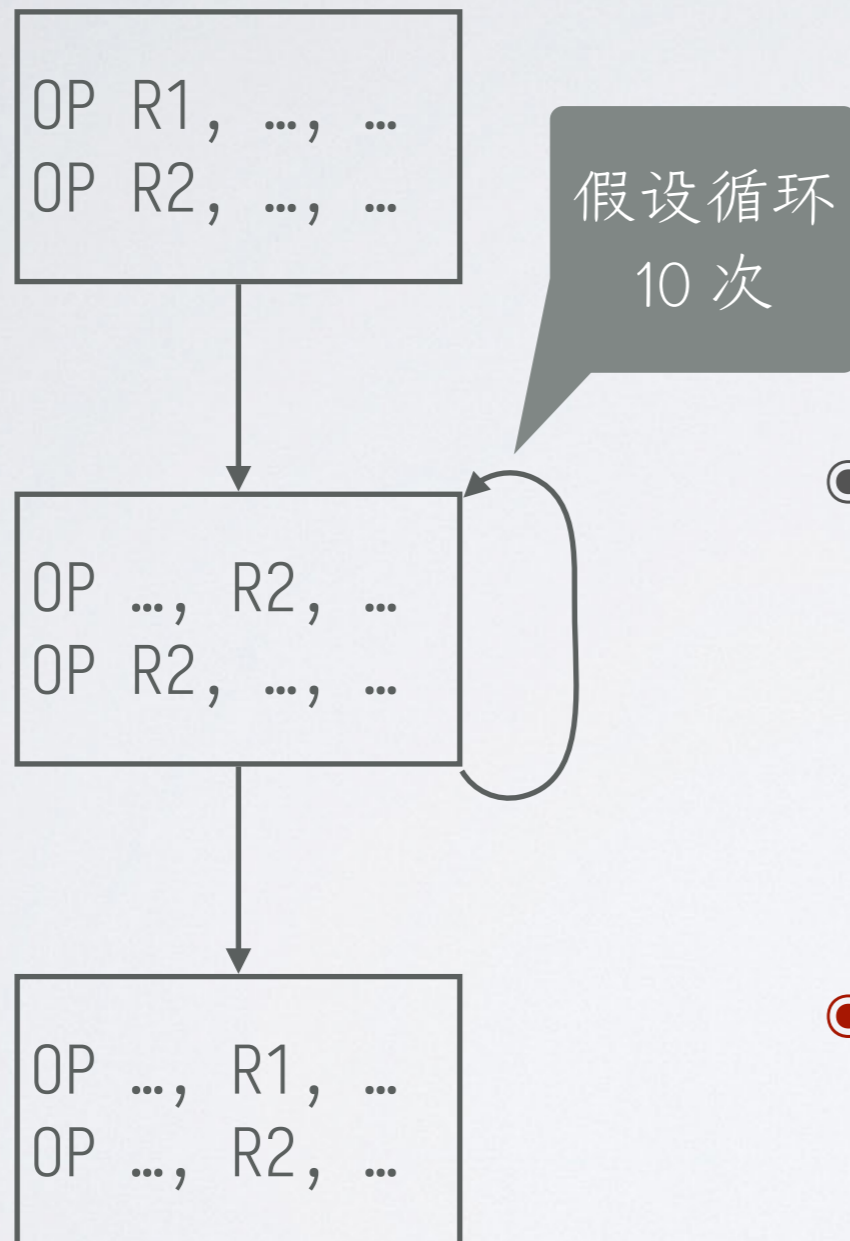 OP R1, …, …
OP R2, …, …
假设循环
10 次
OP …, R2, …
OP R2, …, …
OP …, R1, …
OP …, R2, …